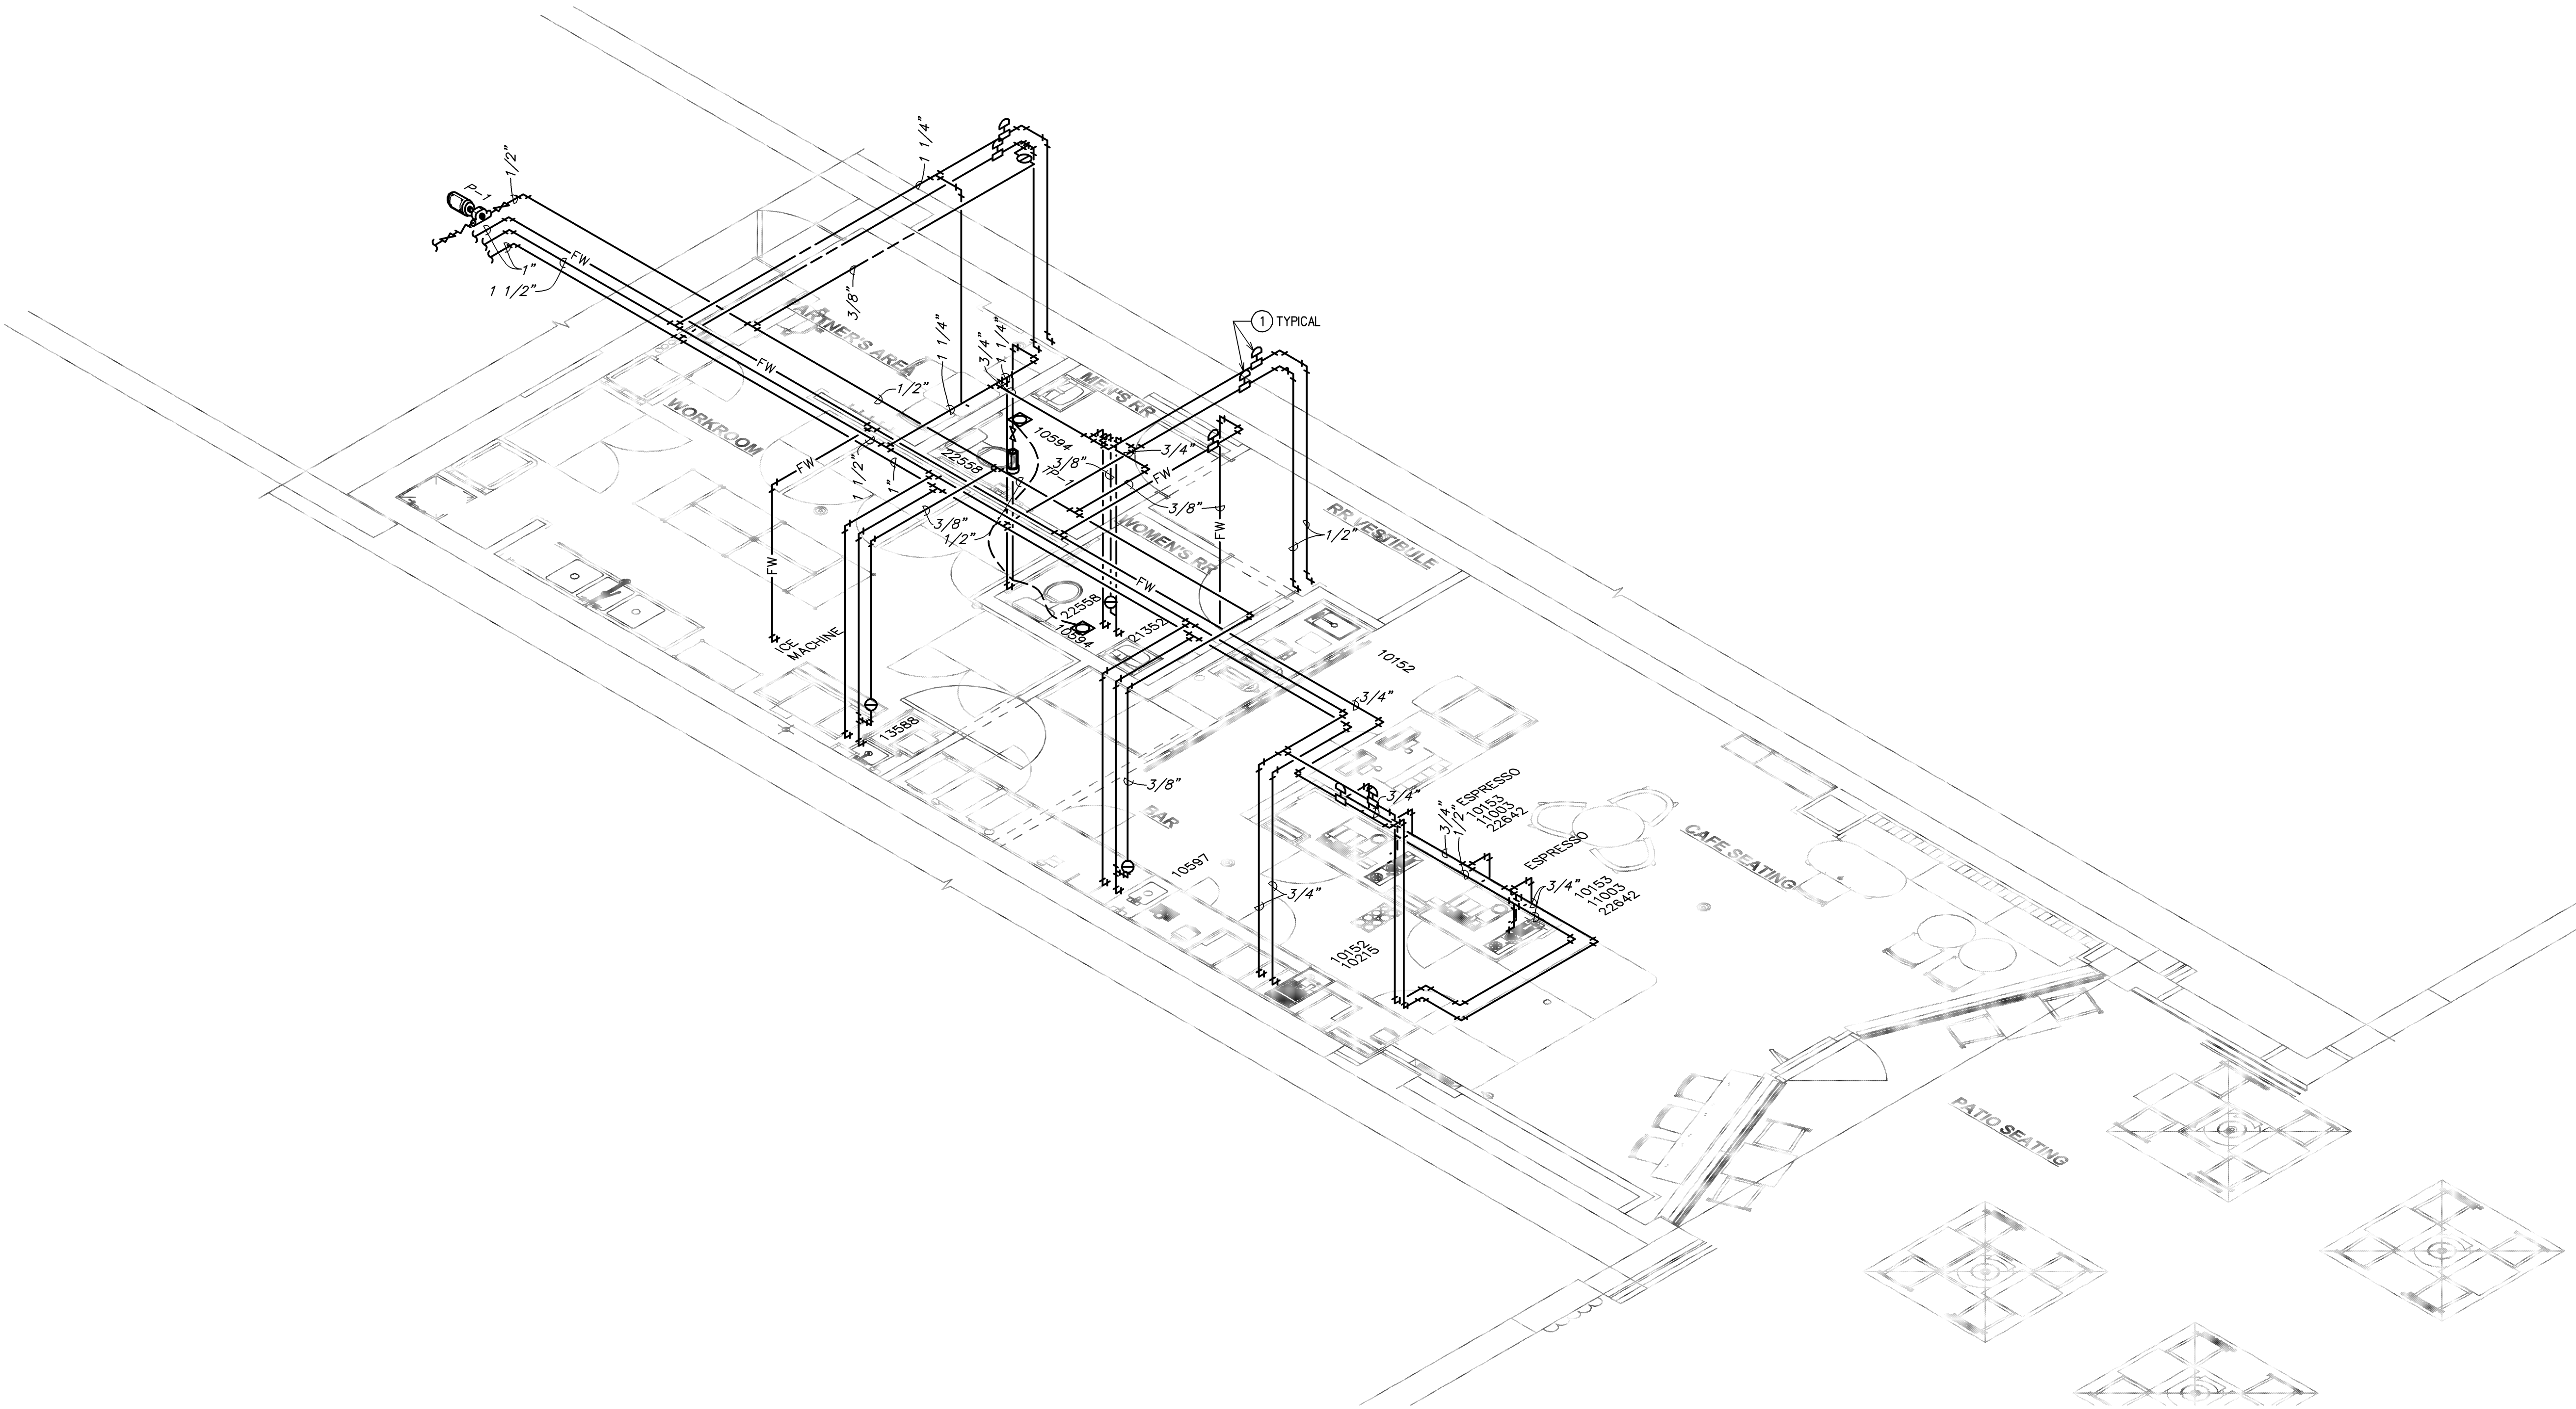 1 1/4"
1/2"
P-1
1"
1 1/2"
FW
3/8"
PARTNER'S AREA
1 TYPICAL
FW
1/2"
1 1/4"
3/4"
1 1/4"
MEN'S RR
WORKROOM
10594
22558
TP-1
3/8"
3/4"
FW
1 1/2"
1"
FW
3/8"
FW
RR VESTIBULE
1/2"
3/8"
1/2"
WOMEN'S RR
FW
FW
22558
10594
21352
ICE
MACHINE
10152
13588
3/4"
3/8"
BAR
3/4"
ESPRESSO
10153
11003
22642
3/4"
1/2"
ESPRESSO
10153
11003
22642
CAFE SEATING
10597
3/4"
3/4"
10152
10215
PATIO SEATING